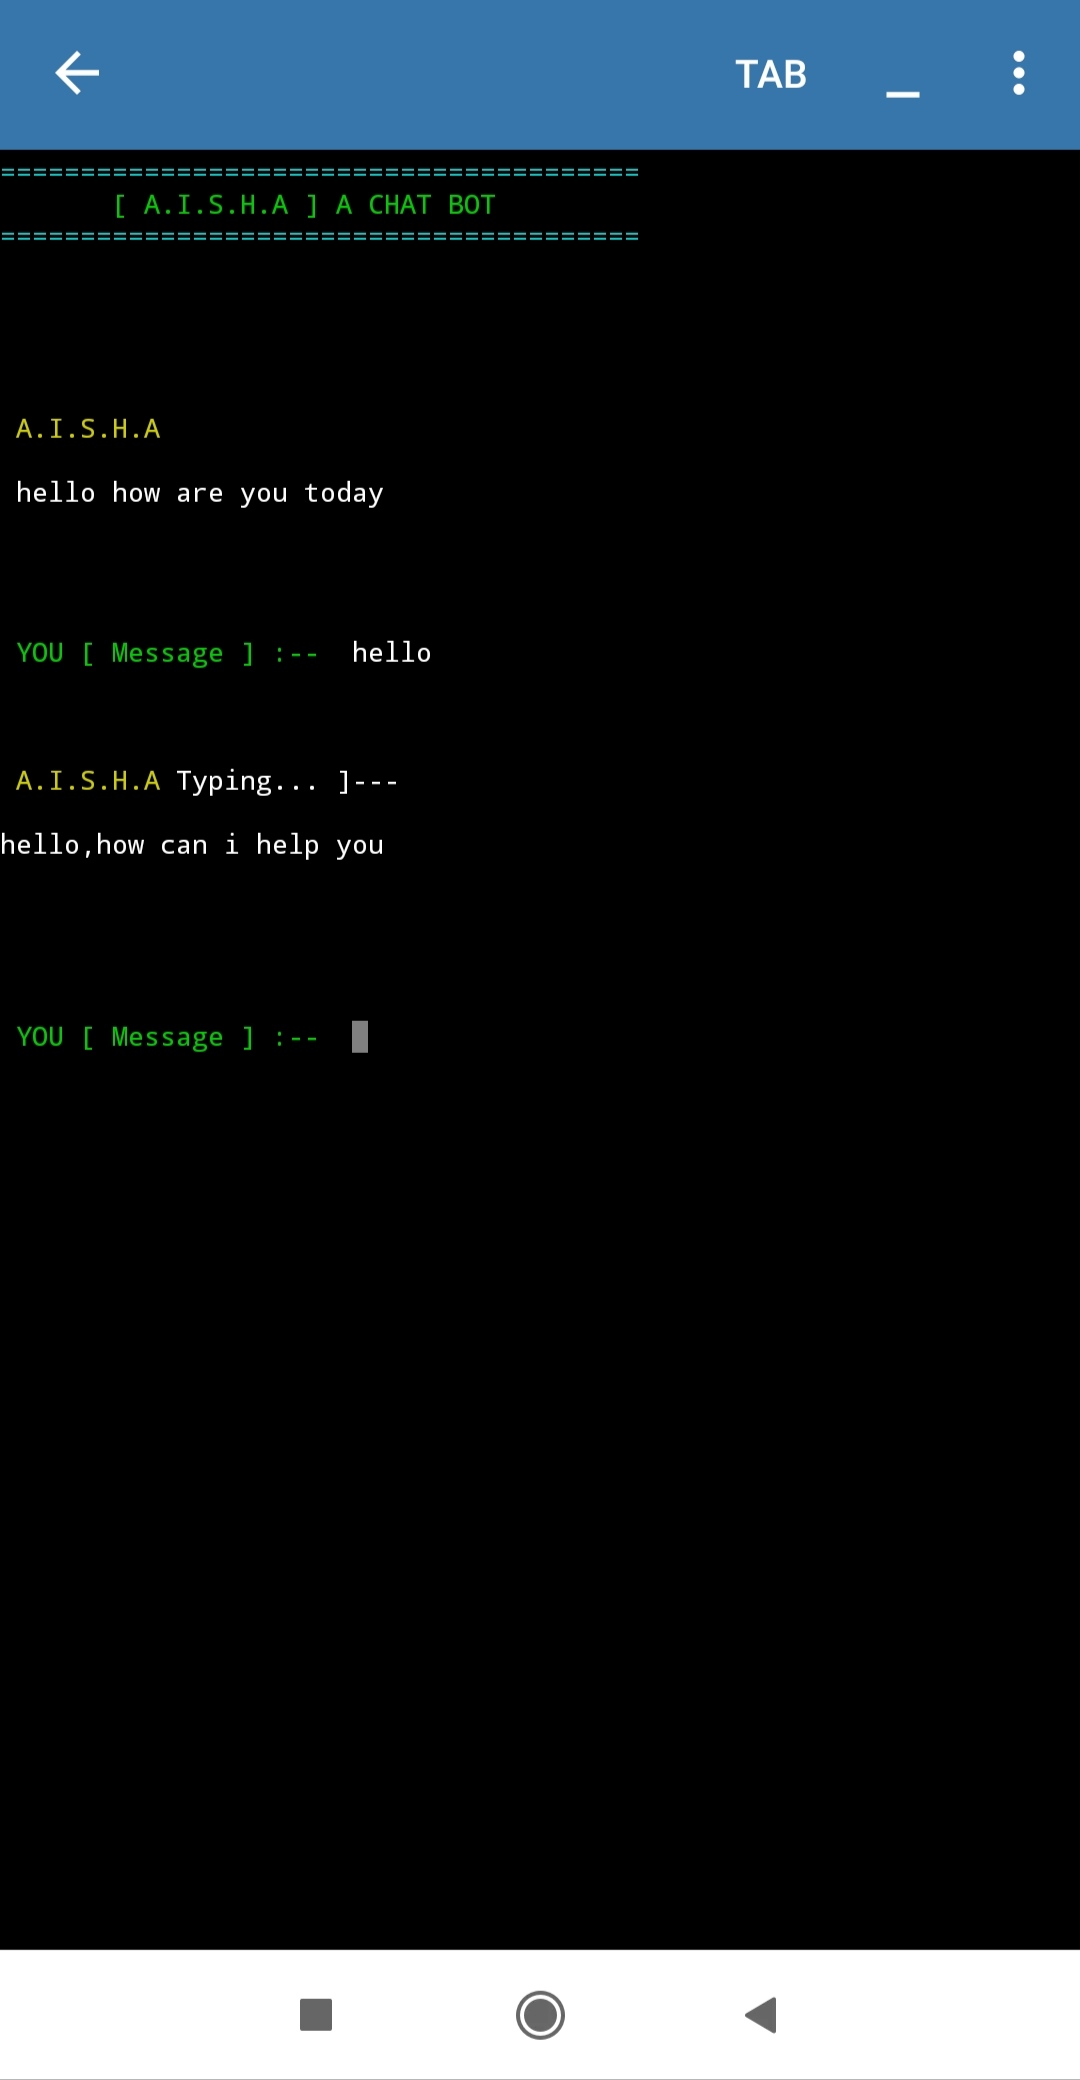 TAB _
========================================
[ A.I.S.H.A ] A CHAT BOT
========================================
A.I.S.H.A
hello how are you today
YOU [ Message ] :-- hello
A.I.S.H.A Typing... ]---
hello,how can i help you
YOU [ Message ] :--